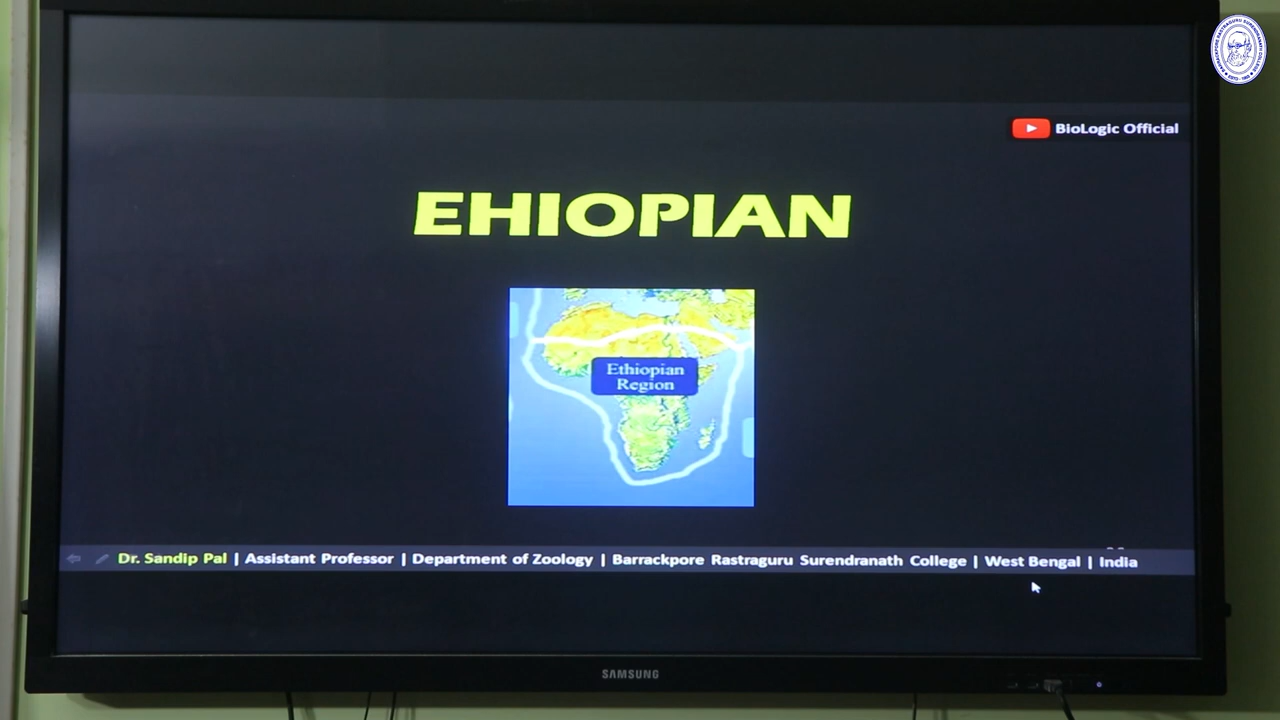 BioLogic Official
EHIOPIAN
Ethiopian
Region
Dr. Sandip Pal | Assistant Professor | Department of Zoology | Barrackpore Rastraguru Surendranath College | West Bengal | India
SAMSUNG